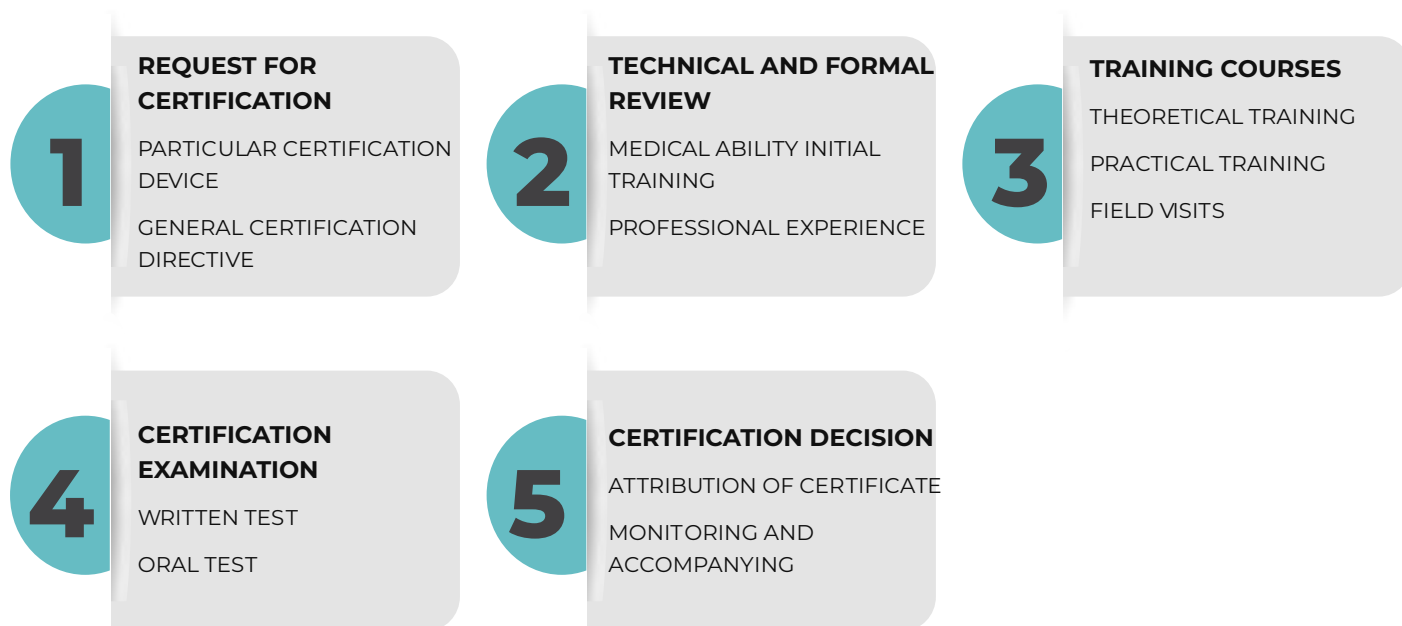 1
REQUEST FOR
CERTIFICATION
PARTICULAR CERTIFICATION
DEVICE
GENERAL CERTIFICATION
DIRECTIVE
2
TECHNICAL AND FORMAL
REVIEW
MEDICAL ABILITY INITIAL
TRAINING
PROFESSIONAL EXPERIENCE
3
TRAINING COURSES
THEORETICAL TRAINING
PRACTICAL TRAINING
FIELD VISITS
4
CERTIFICATION
EXAMINATION
WRITTEN TEST
ORAL TEST
5
CERTIFICATION DECISION
ATTRIBUTION OF CERTIFICATE
MONITORING AND
ACCOMPANYING